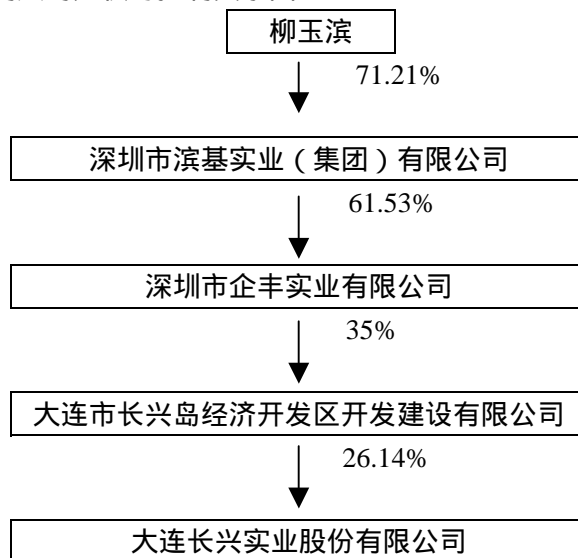 柳玉滨
71.21%
深圳市滨基实业（集团）有限公司
61.53%
深圳市企丰实业有限公司
35%
大连市长兴岛经济开发区开发建设有限公司
26.14%
大连长兴实业股份有限公司